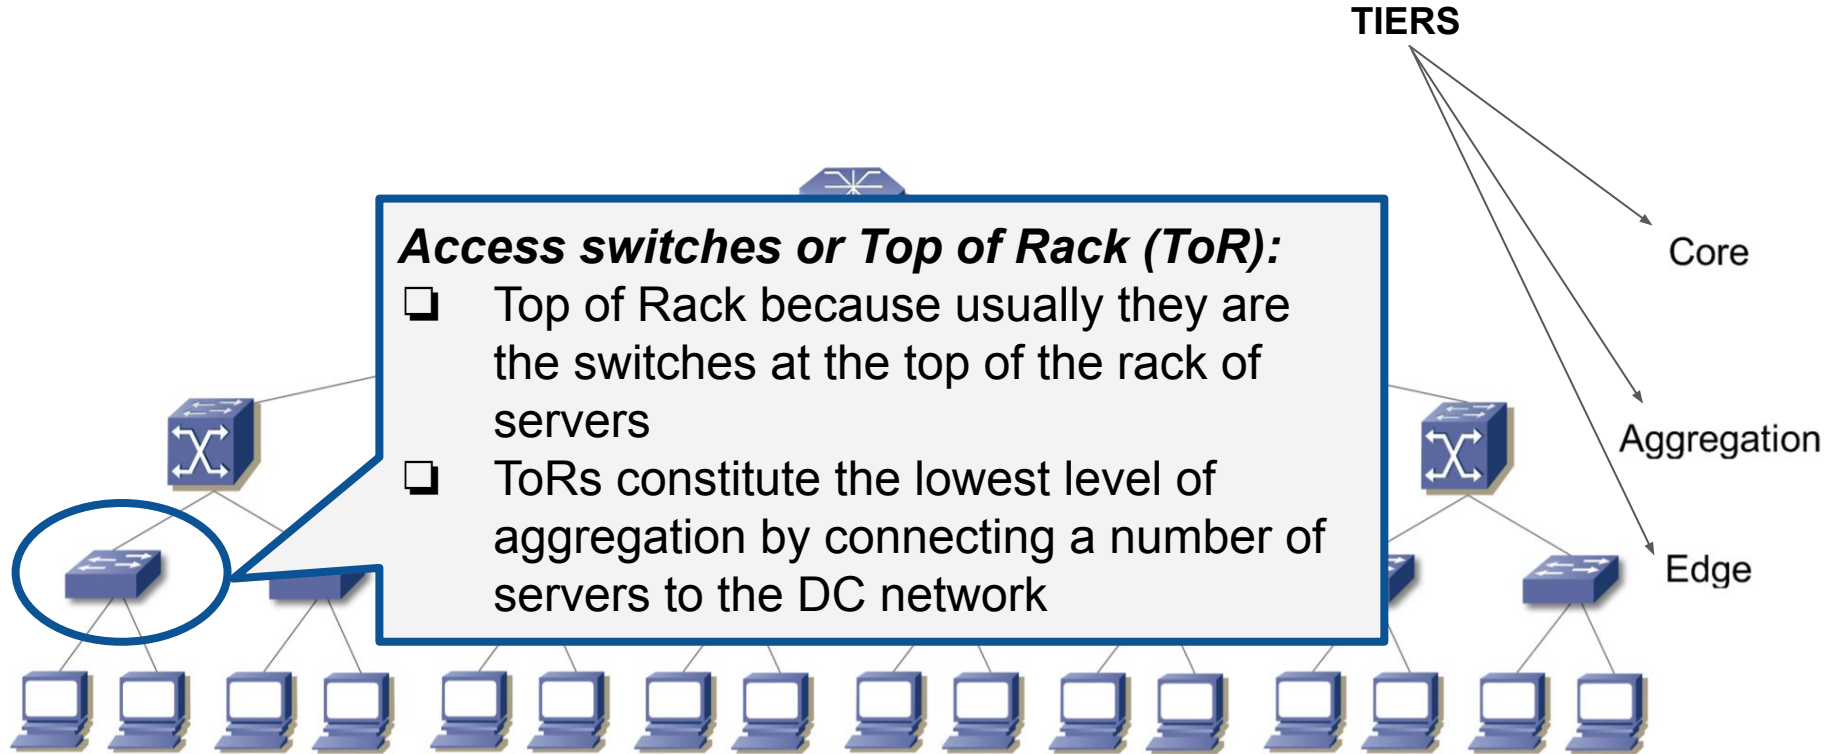 TIERS
Access switches or Top of Rack (ToR):
❏ Top of Rack because usually they are
the switches at the top of the rack of
servers
❏ ToRs constitute the lowest level of
aggregation by connecting a number of
servers to the DC network
Core
Aggregation
Edge